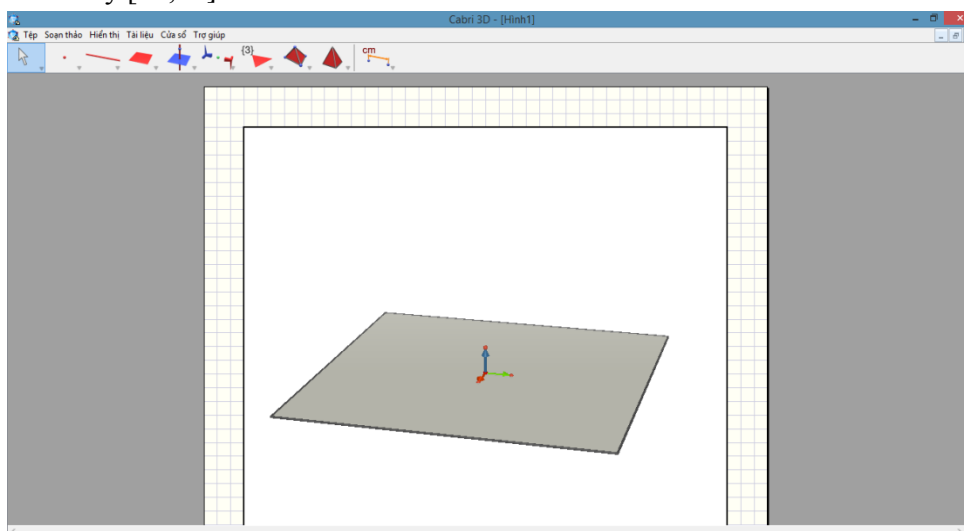 Cabri 3D - [Hình1]
Tệp Soạn thảo Hiển thị Tài liệu Cửa sổ Trợ giúp
{3}
cm